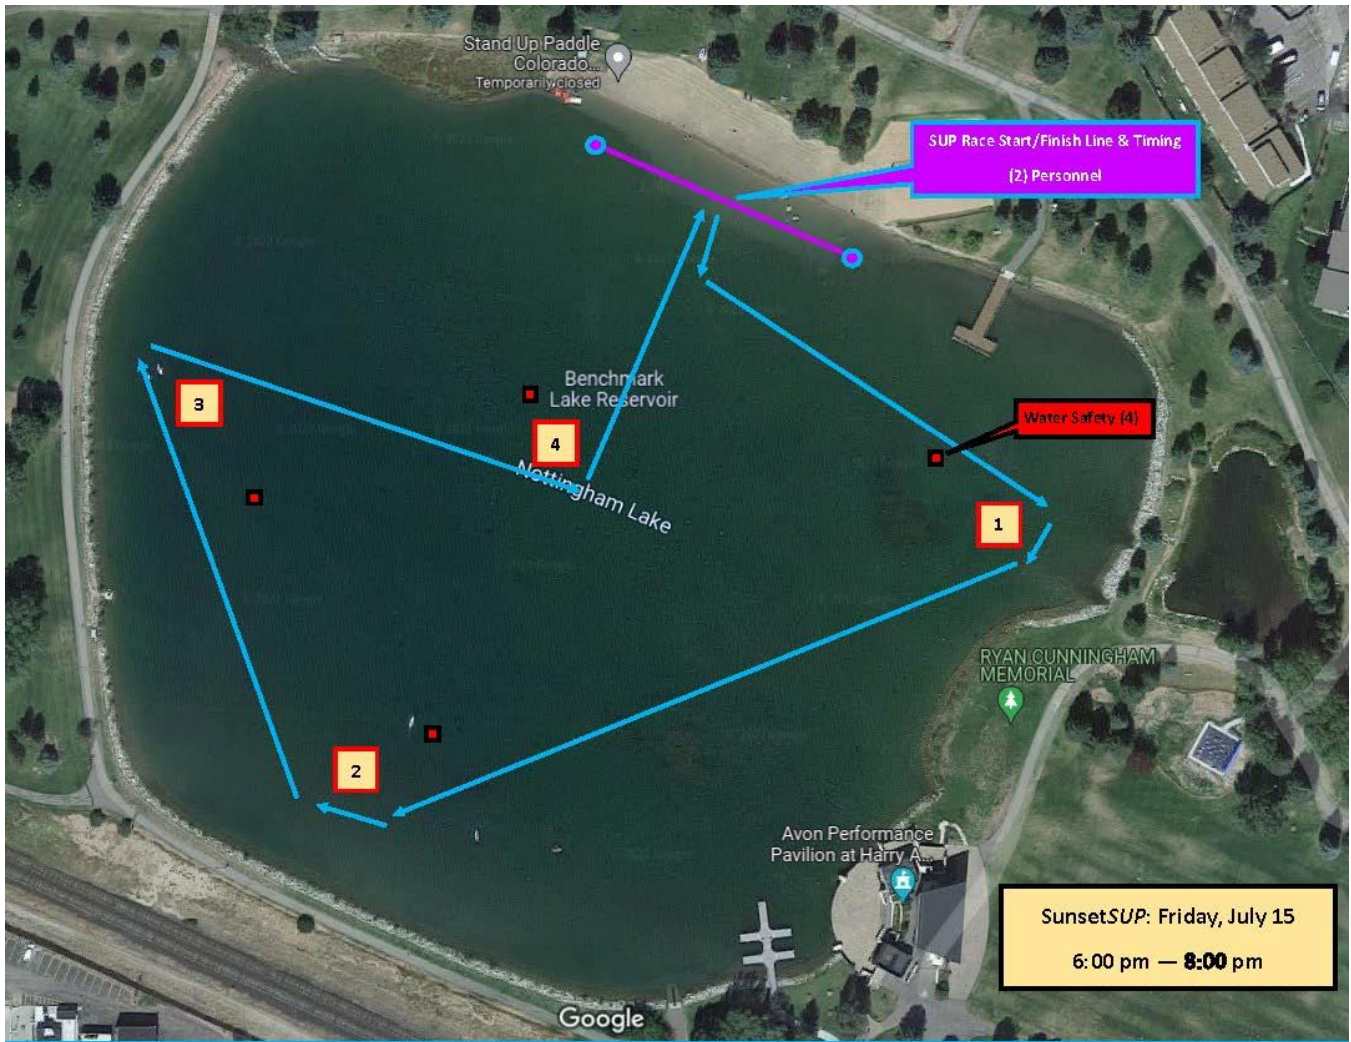 Stand Up Paddle
Colorado...
Temporarily closed
SUP Race Start/Finish Line & Timing
(2) Personnel
Benchmark
Lake Reservoir
3
4
Water Safety (4)
Nottingham Lake
1
RYAN CUNNINGHAM
MEMORIAL
2
Avon Performance
Pavilion at Harry A...
SunsetSUP: Friday, July 15
6:00 pm — 8:00 pm
Google